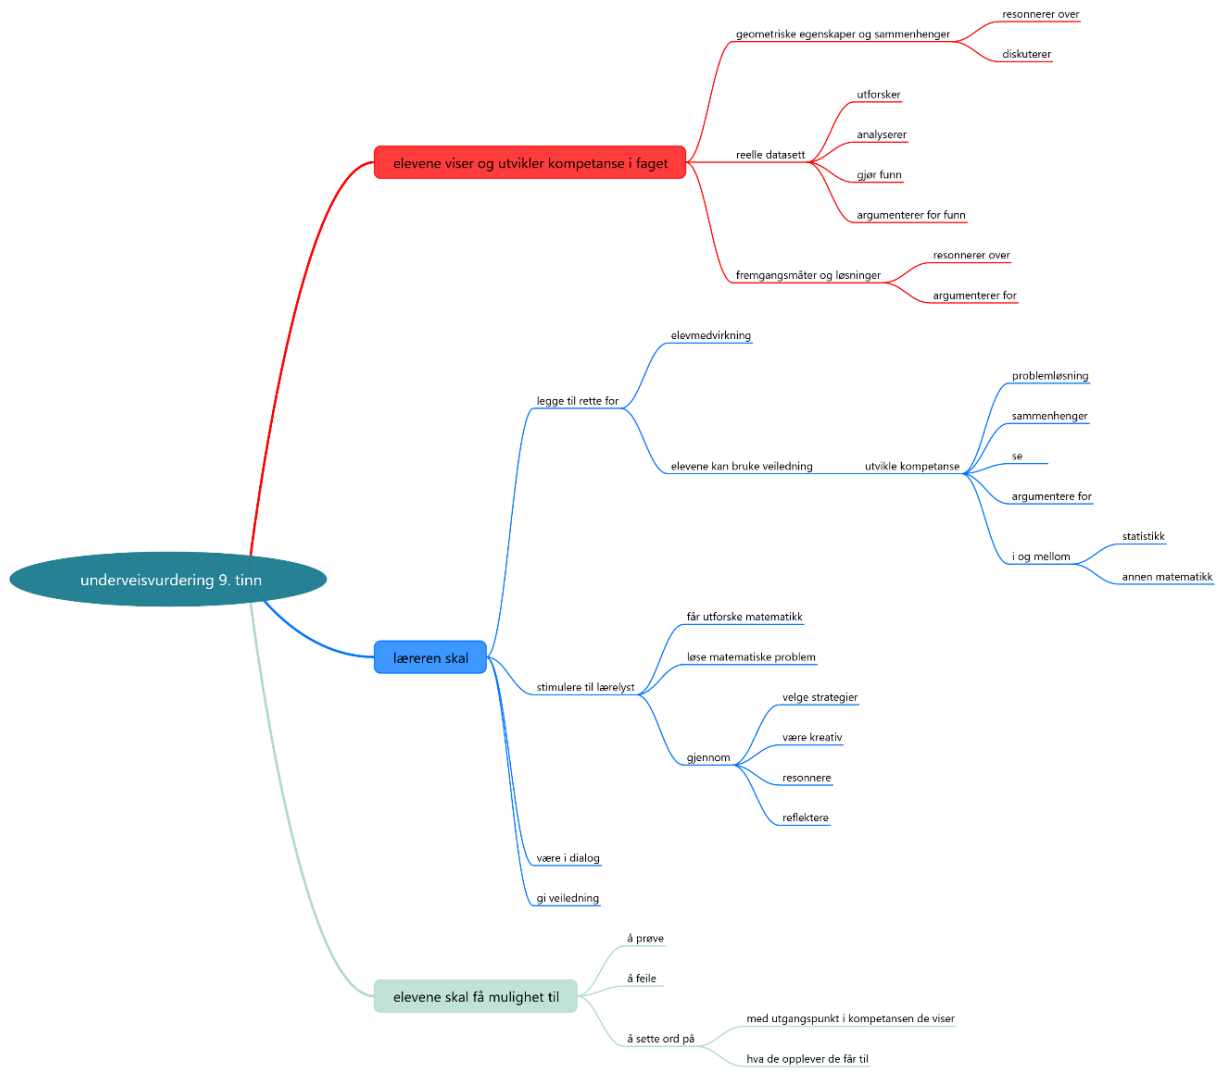 underveisvurdering 9. tinn
elevene viser og utvikler kompetanse i faget
geometriske egenskaper og sammenhenger
resonnerer over
diskuterer
reelle datasett
utforsker
analyserer
gjør funn
argumenterer for funn
fremgangsmåter og løsninger
resonnerer over
argumenterer for
læreren skal
legge til rette for
elevmedvirkning
elevene kan bruke veiledning
utvikle kompetanse
problemløsning
sammenhenger
se
argumentere for
i og mellom
statistikk
annen matematikk
stimulere til lærelyst
får utforske matematikk
løse matematiske problem
gjennom
velge strategier
være kreativ
resonnere
reflektere
være i dialog
gi veiledning
elevene skal få mulighet til
å prøve
å feile
å sette ord på
med utgangspunkt i kompetansen de viser
hva de opplever de får til